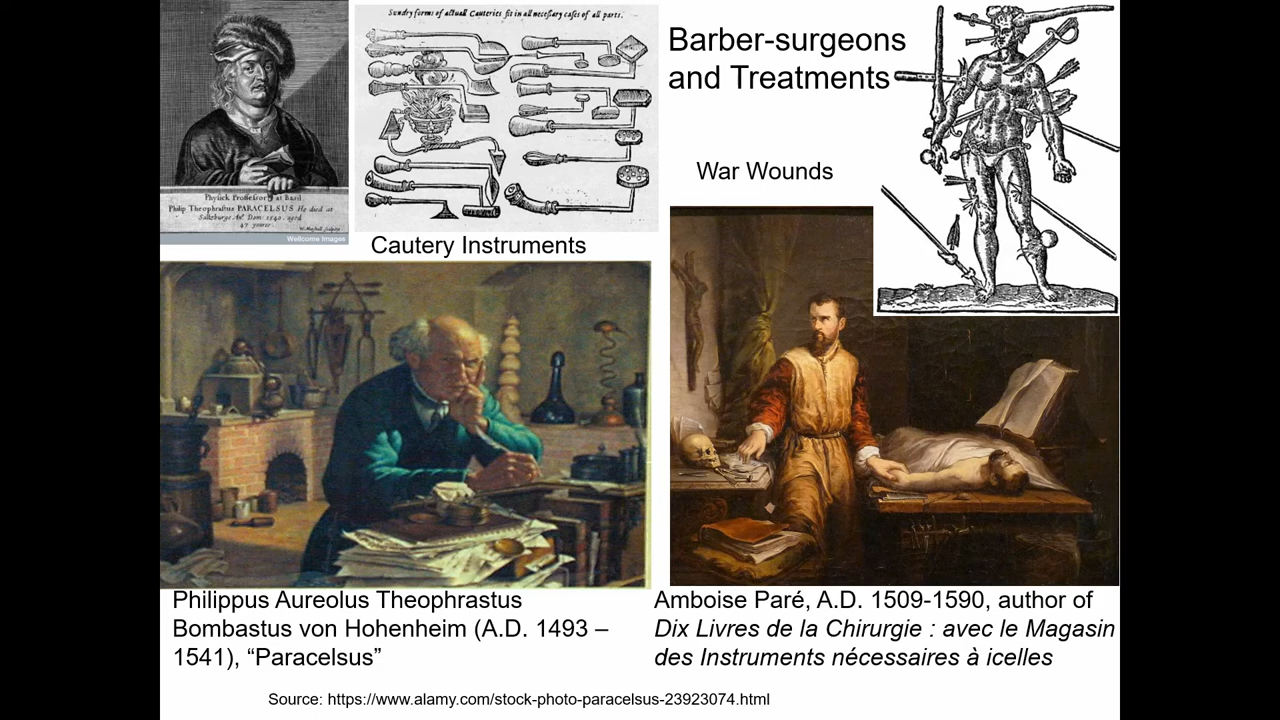 Sundry forms of actuall Cauteries fit in all necessary cases of all parts.
Barber-surgeons
and Treatments
War Wounds
Physick Professor at Basil
Philip Theophrastus PARACELSUS He died at
Saltzburge An.º Dom 1540. aged
47 yeares
Wellcome Images
Cautery Instruments
Philippus Aureolus Theophrastus
Bombastus von Hohenheim (A.D. 1493 –
1541), “Paracelsus”
Amboise Paré, A.D. 1509-1590, author of
Dix Livres de la Chirurgie : avec le Magasin
des Instruments nécessaires à icelles
Source: https://www.alamy.com/stock-photo-paracelsus-23923074.html